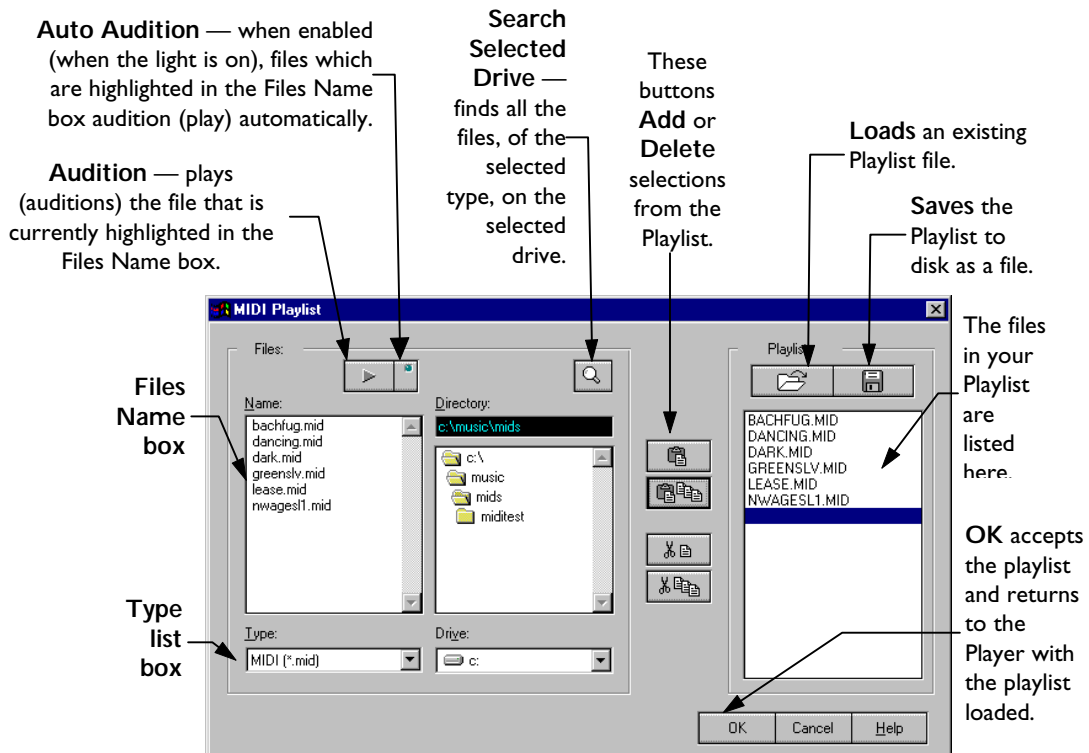 Auto Audition — when enabled
(when the light is on), files which
are highlighted in the Files Name
box audition (play) automatically.
Audition — plays
(auditions) the file that is
currently highlighted in the
Files Name box.
Search
Selected
Drive —
finds all the
files, of the
selected
type, on the
selected
drive.
These
buttons
Add or
Delete
selections
from the
Playlist.
Loads an existing
Playlist file.
Saves the
Playlist to
disk as a file.
The files
in your
Playlist
are
listed
here.
OK accepts
the playlist
and returns
to the
Player with
the playlist
loaded.
Files
Name
box
Type
list
box
MIDI Playlist
Files:
Name:
bachfug.mid
dancing.mid
dark.mid
greenslv.mid
lease.mid
nwagesl1.mid
Directory:
c:\music\mids
c:\
music
mids
miditest
Type:
MIDI (*.mid)
Drive:
c:
Playlist
BACHFUG.MID
DANCING.MID
DARK.MID
GREENSLV.MID
LEASE.MID
NWAGESL1.MID
OK
Cancel
Help